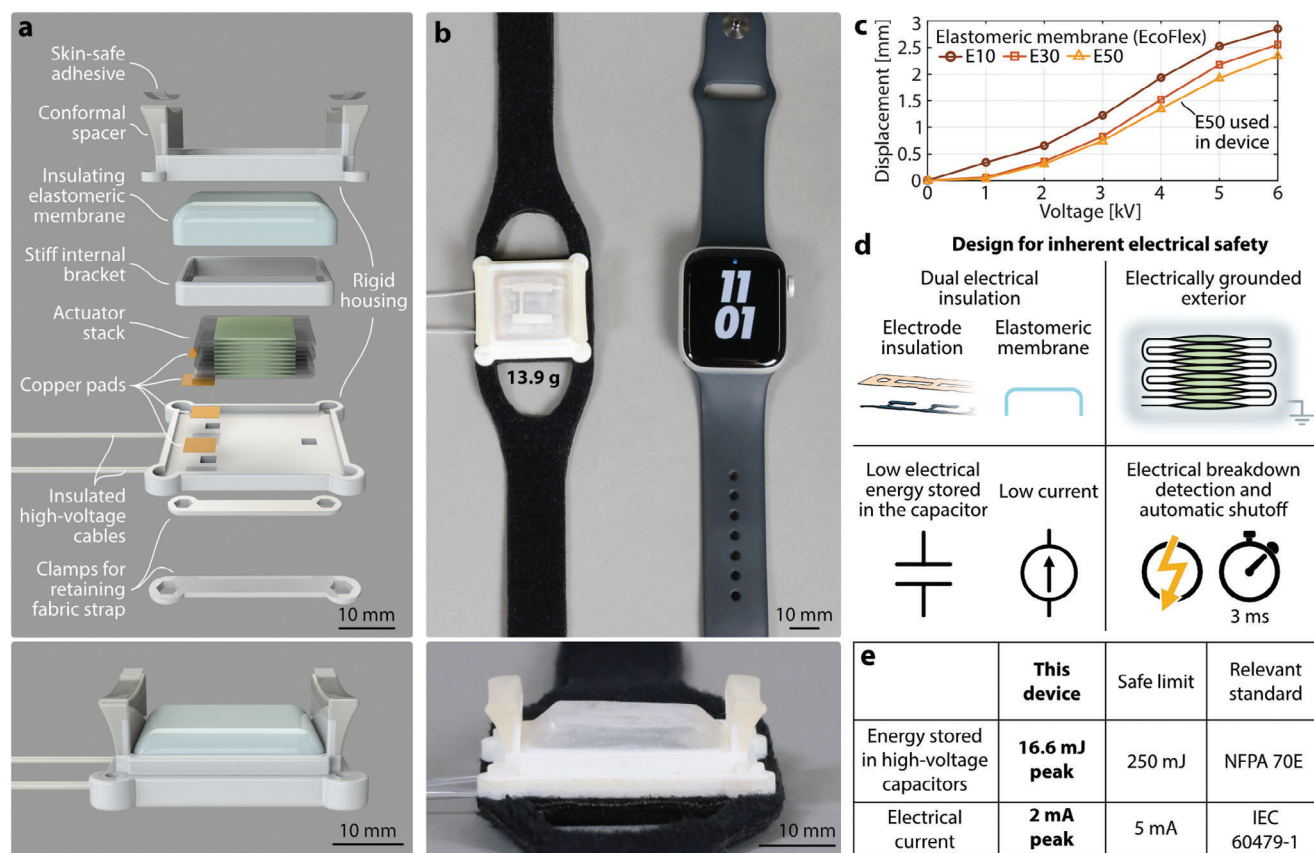 a
Skin-safe
adhesive
Conformal
spacer
Insulating
elastomeric
membrane
Stiff internal
bracket
Rigid
housing
Actuator
stack
Copper pads
Insulated
high-voltage
cables
Clamps for
retaining
fabric strap
10 mm
10 mm
b
11
01
13.9 g
10 mm
10 mm
c
Elastomeric membrane (EcoFlex)
E10 E30 E50
E50 used
in device
Displacement [mm]
3
2.5
2
1.5
1
0.5
0
0 1 2 3 4 5 6
Voltage [kV]
d Design for inherent electrical safety
Dual electrical
insulation
Electrode
insulation
Elastomeric
membrane
Electrically grounded
exterior
Low electrical
energy stored
in the capacitor
Low current
Electrical breakdown
detection and
automatic shutoff
3 ms
e
This
device
Safe limit
Relevant
standard
Energy stored
in high-voltage
capacitors
16.6 mJ
peak
250 mJ
NFPA 70E
Electrical
current
2 mA
peak
5 mA
IEC
60479-1